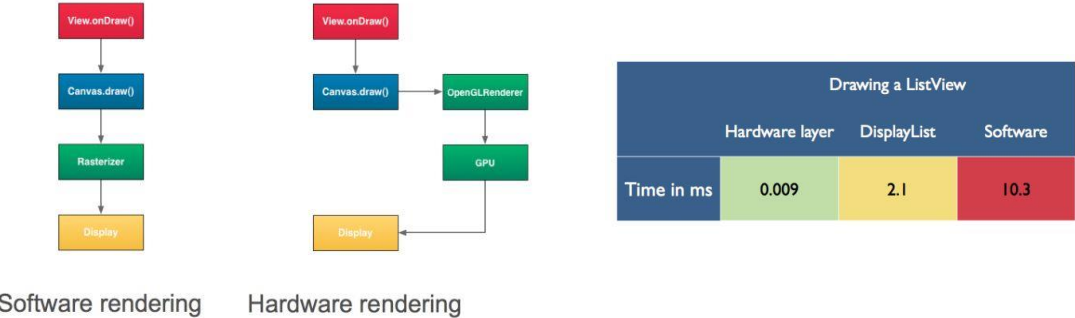 View.onDraw()
Canvas.draw()
Rasterizer
Display
Software rendering
View.onDraw()
Canvas.draw()
OpenGLRenderer
GPU
Display
Hardware rendering
Drawing a ListView
Hardware layer DisplayList Software
Time in ms 0.009 2.1 10.3